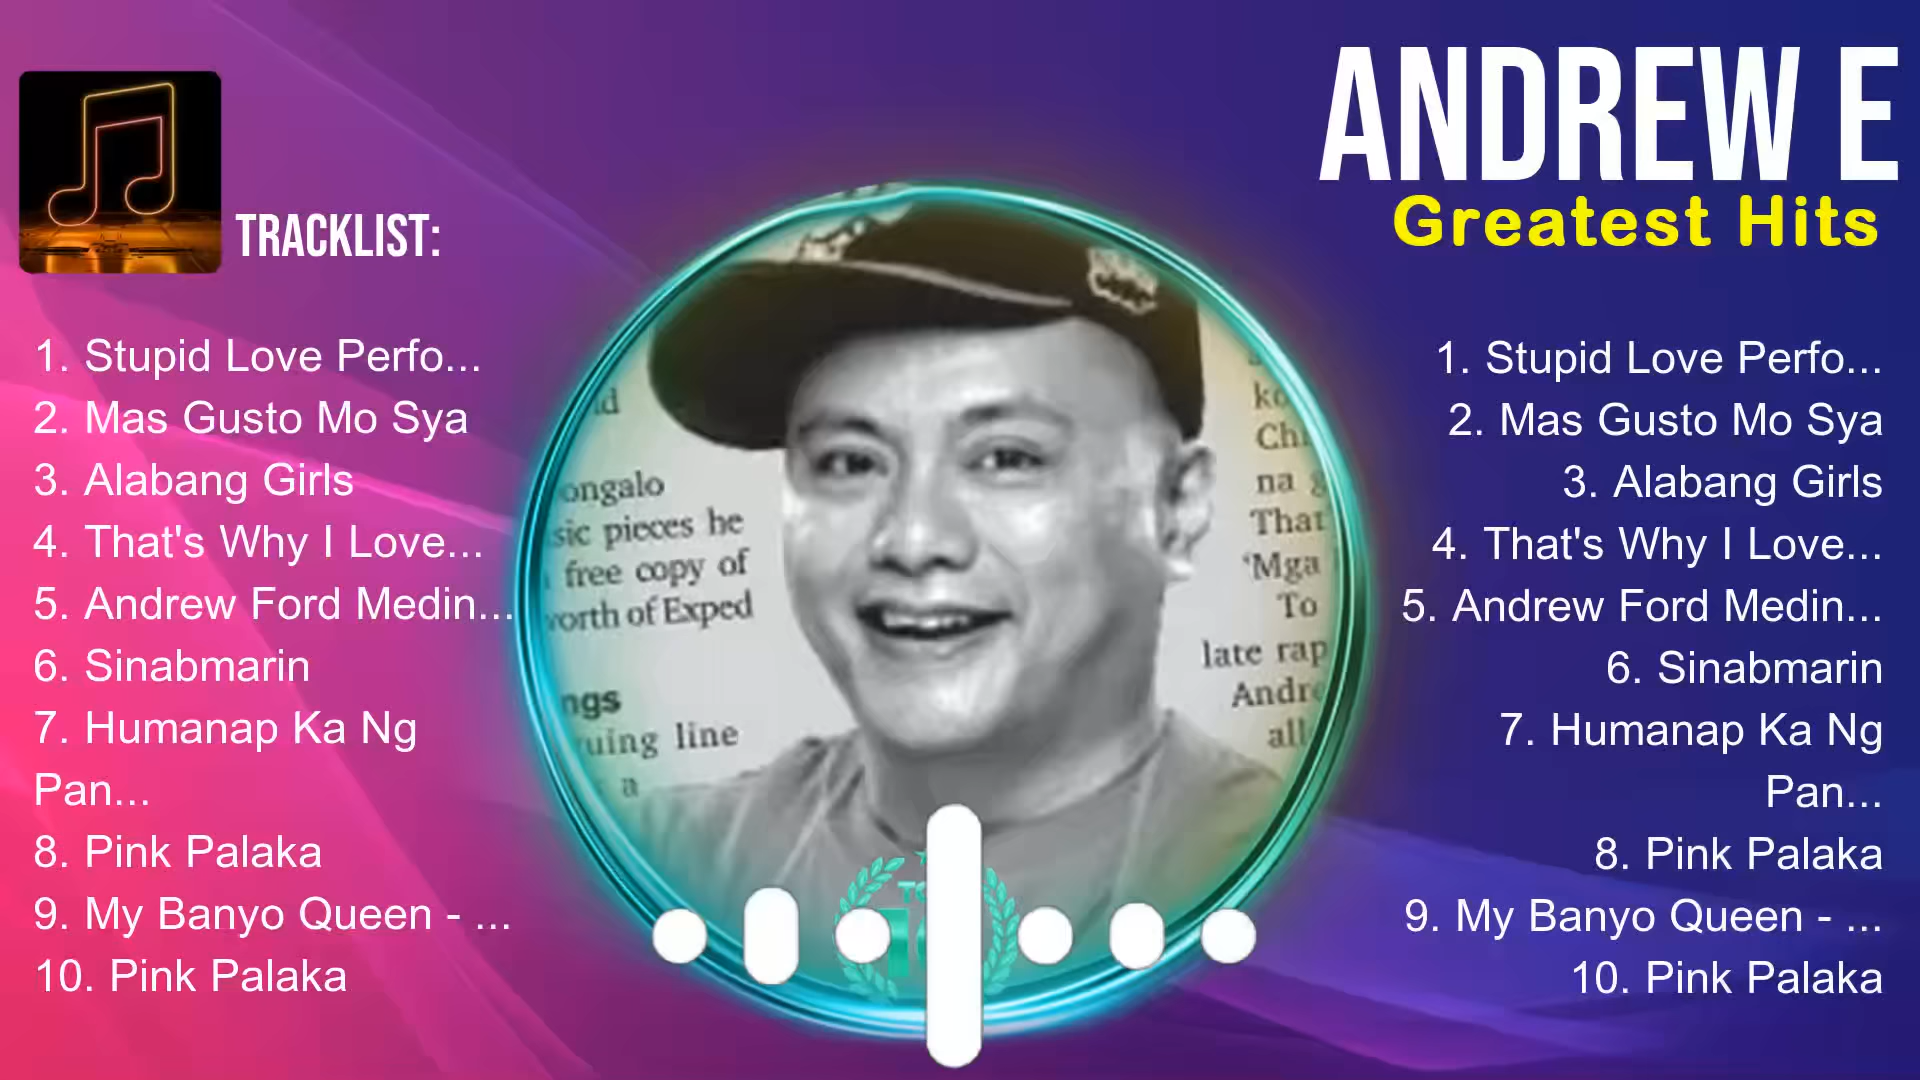 ANDREW E
Greatest Hits
TRACKLIST:
1. Stupid Love Perfo...
2. Mas Gusto Mo Sya
3. Alabang Girls
4. That's Why I Love...
5. Andrew Ford Medin...
6. Sinabmarin
7. Humanap Ka Ng
Pan...
8. Pink Palaka
9. My Banyo Queen - ...
10. Pink Palaka
ongalo
sic pieces he
free copy of
worth of Exped
ngs
uing line
a
na
That
'Mga
To
late rap
all
1. Stupid Love Perfo...
2. Mas Gusto Mo Sya
3. Alabang Girls
4. That's Why I Love...
5. Andrew Ford Medin...
6. Sinabmarin
7. Humanap Ka Ng
Pan...
8. Pink Palaka
9. My Banyo Queen - ...
10. Pink Palaka